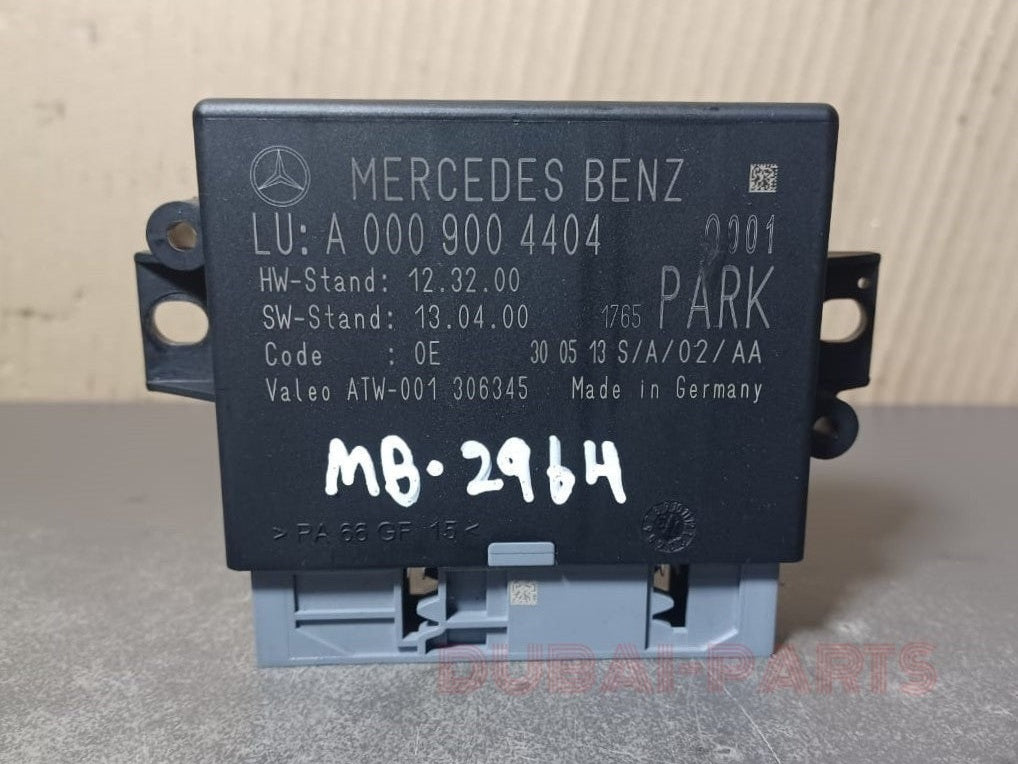 MERCEDES BENZ
LU: A 000 900 4404 0001
HW-Stand: 12.32.00
SW-Stand: 13.04.00 1765 PARK
Code : 0E 30 05 13 S/A/02/AA
Valeo ATW-001 306345 Made in Germany
MB-2964
> PA 66 GF 15 <
DUBAI-PARTS